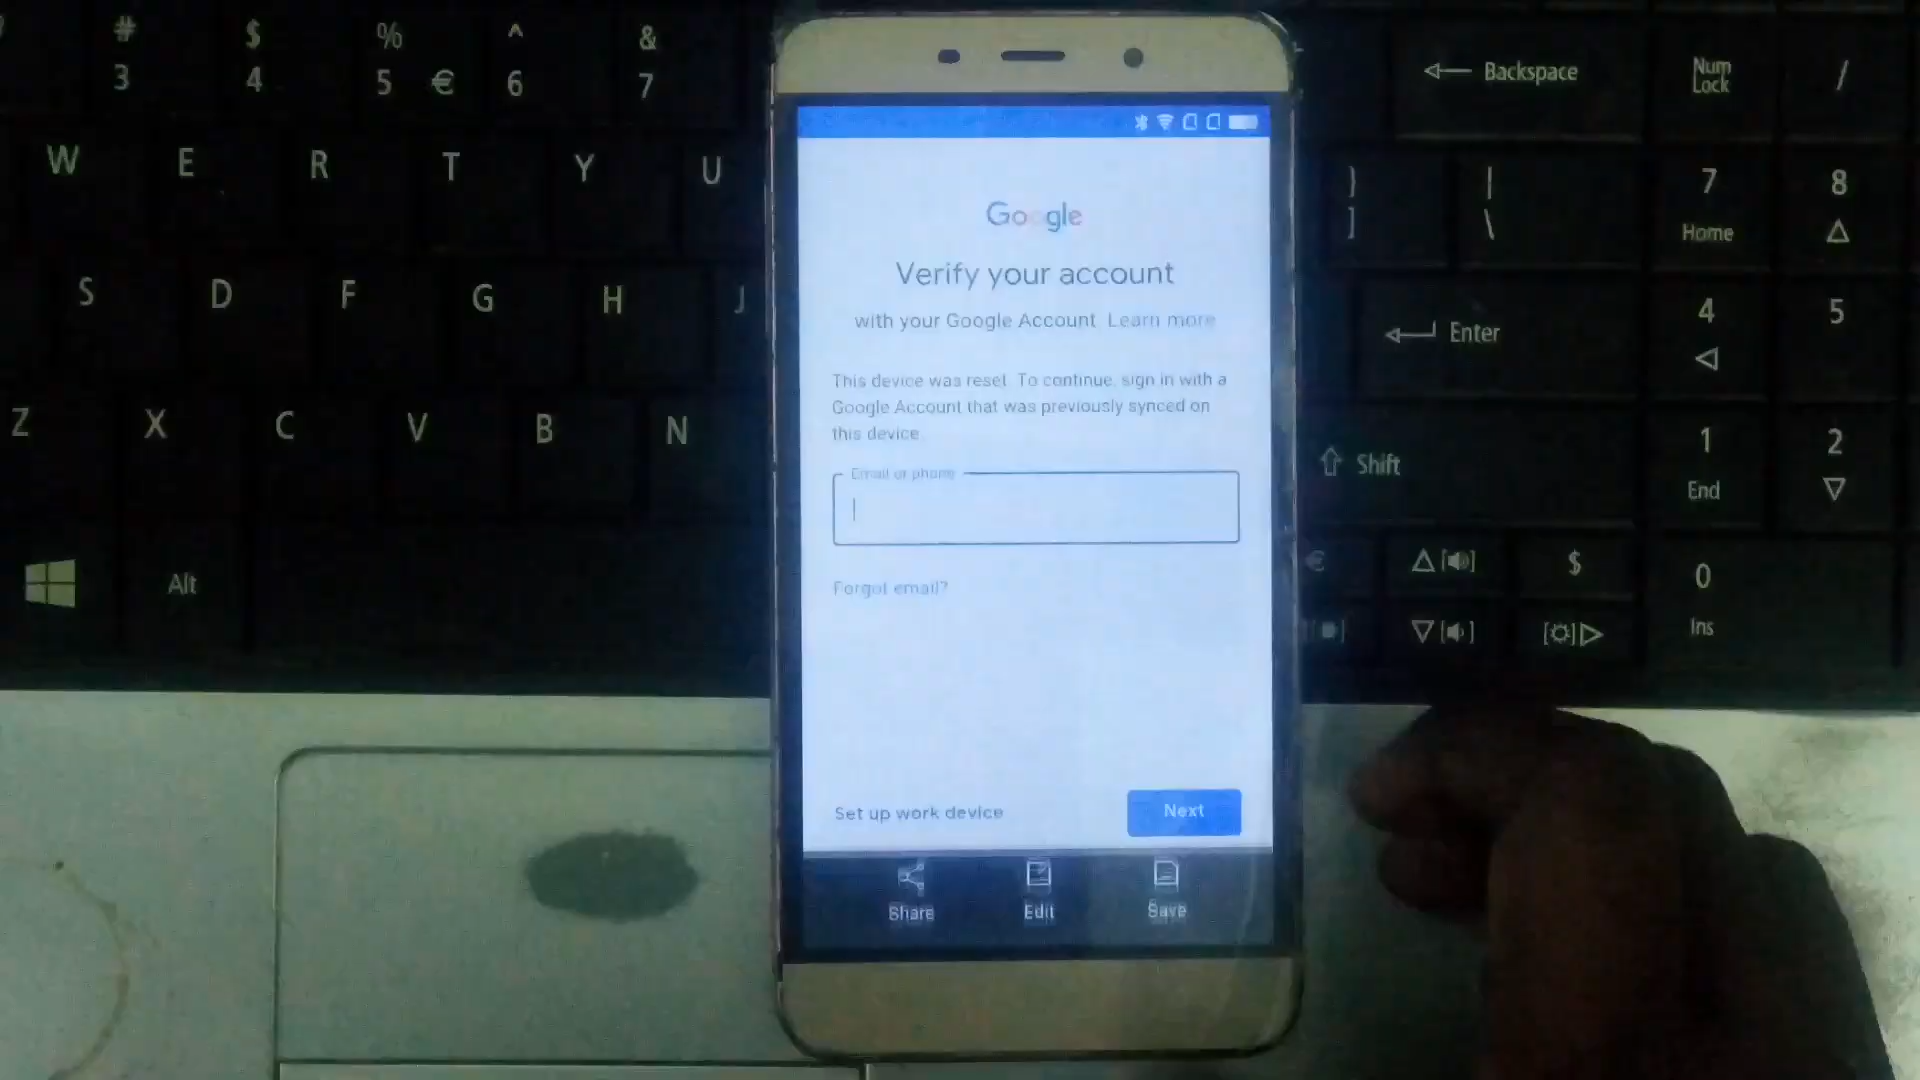 # $ % ^ &
3 4 5 € 6 7
Backspace
Num
Lock
/
W E R T Y U
} |
] \
7 8
Home
Google
Verify your account
with your Google Account Learn more
This device was reset. To continue, sign in with a
Google Account that was previously synced on
this device.
Email or phone
Forgot email?
Set up work device
Next
Share Edit Save
S D F G H J
Enter
4 5
Z X C V B N
Shift
1 2
End
Alt
€
$
0
Ins